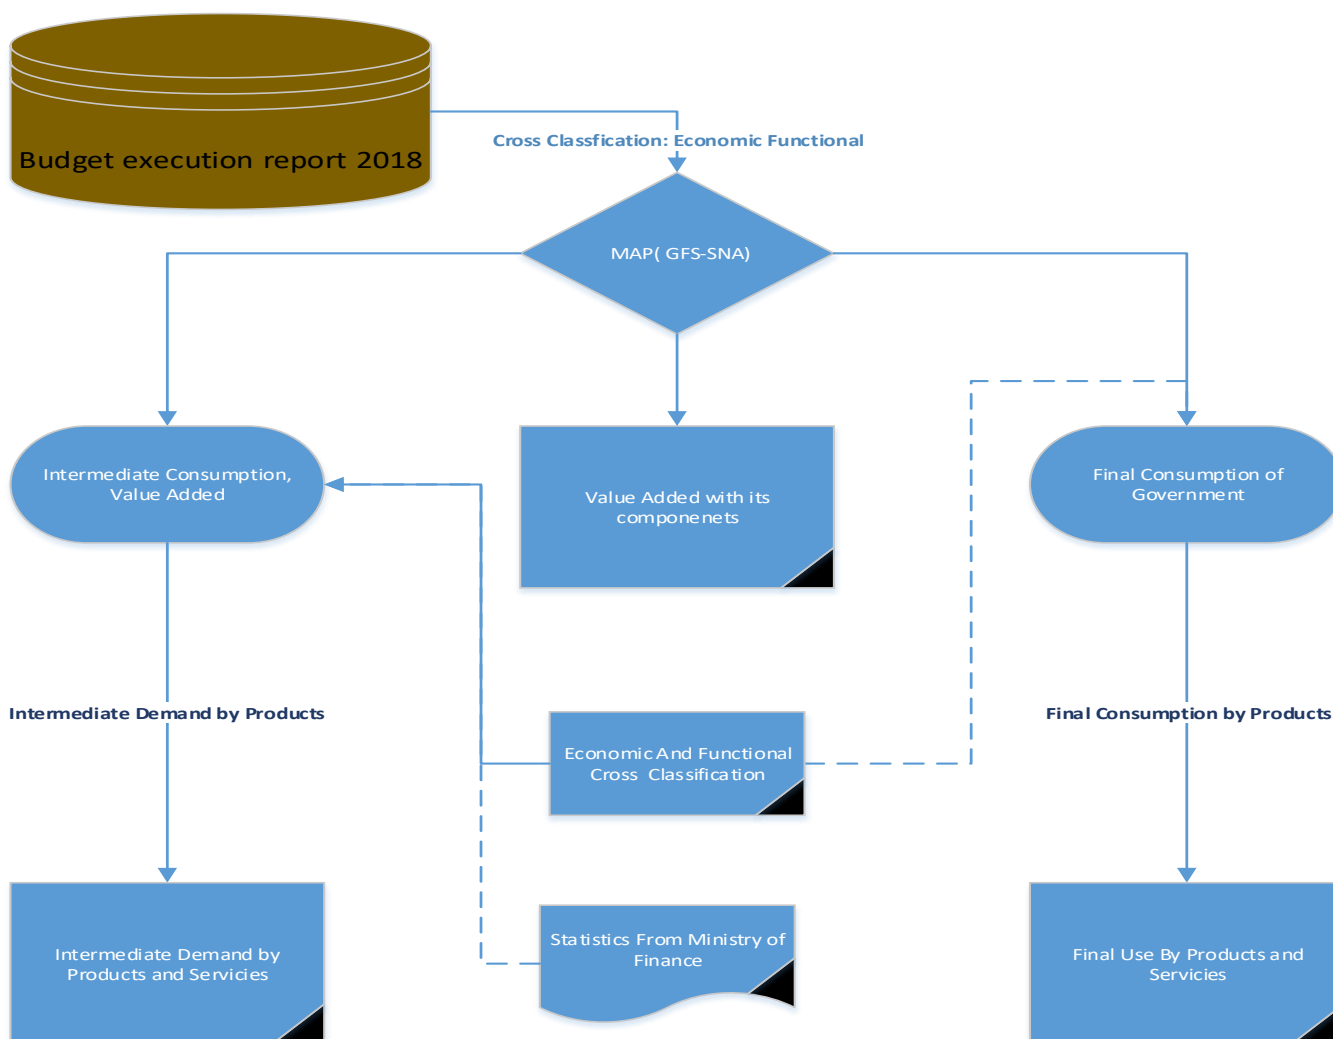 Budget execution report 2018
Cross Classfication: Economic Functional
MAP( GFS-SNA)
Intermediate Consumption,
Value Added
Value Added with its
componenets
Final Consumption of
Government
Intermediate Demand by Products
Final Consumption by Products
Economic And Functional
Cross Classification
Intermediate Demand by
Products and Servicies
Statistics From Ministry of
Finance
Final Use By Products and
Servicies